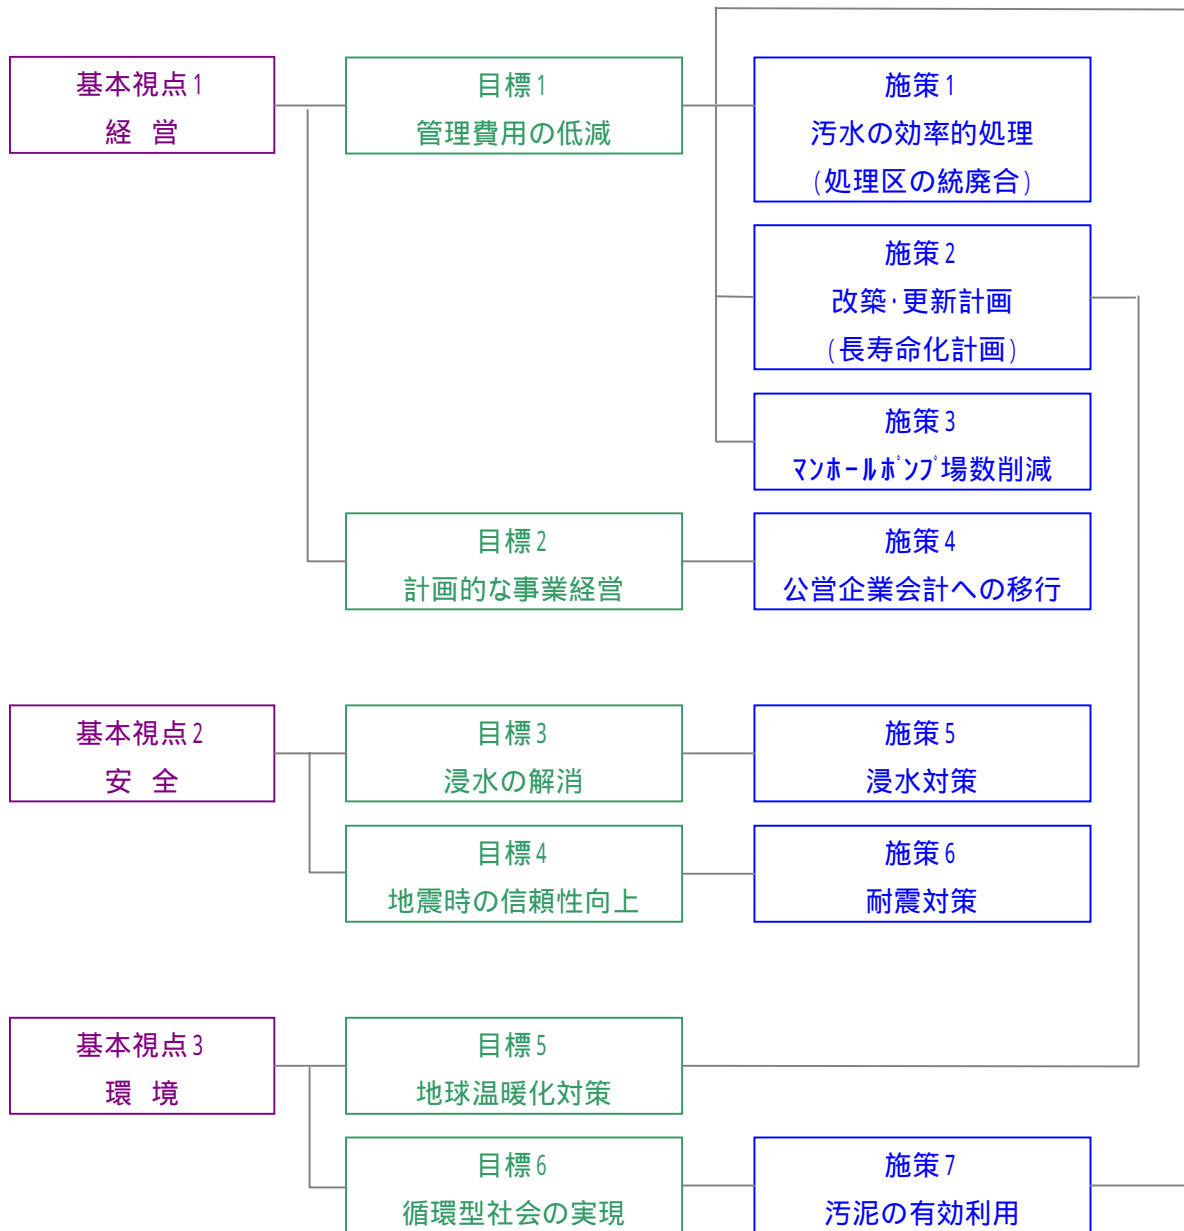 基本視点1
経 営
目標1
管理費用の低減
施策1
汚水の効率的処理
(処理区の統廃合)
施策2
改築・更新計画
(長寿命化計画)
施策3
ﾏﾝﾎｰﾙﾎﾟﾝﾌﾟ場数削減
目標2
計画的な事業経営
施策4
公営企業会計への移行
基本視点2
安 全
目標3
浸水の解消
施策5
浸水対策
目標4
地震時の信頼性向上
施策6
耐震対策
基本視点3
環 境
目標5
地球温暖化対策
目標6
循環型社会の実現
施策7
汚泥の有効利用